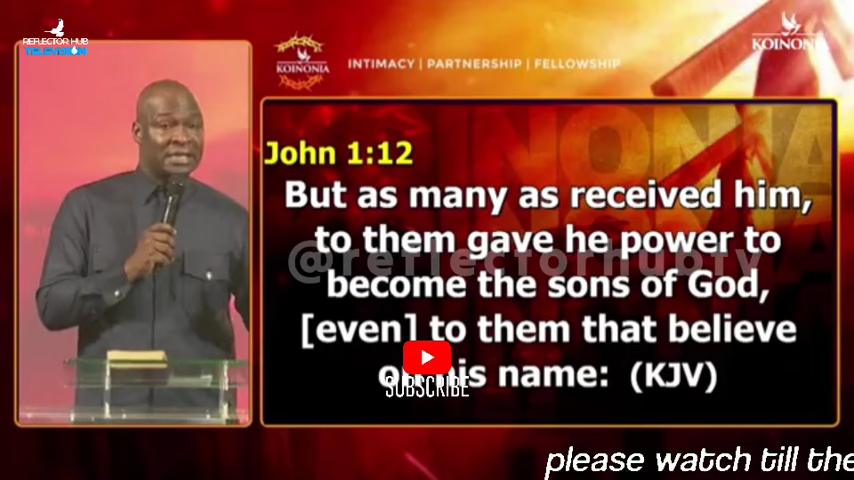 REFLECTOR HUB
TELEVISION
KOINONIA
INTIMACY | PARTNERSHIP | FELLOWSHIP
KOINONIA
John 1:12
But as many as received him,
to them gave he power to
@reflectorhubtv
become the sons of God,
[even] to them that believe
on his name: (KJV)
SUBSCRIBE
please watch till the